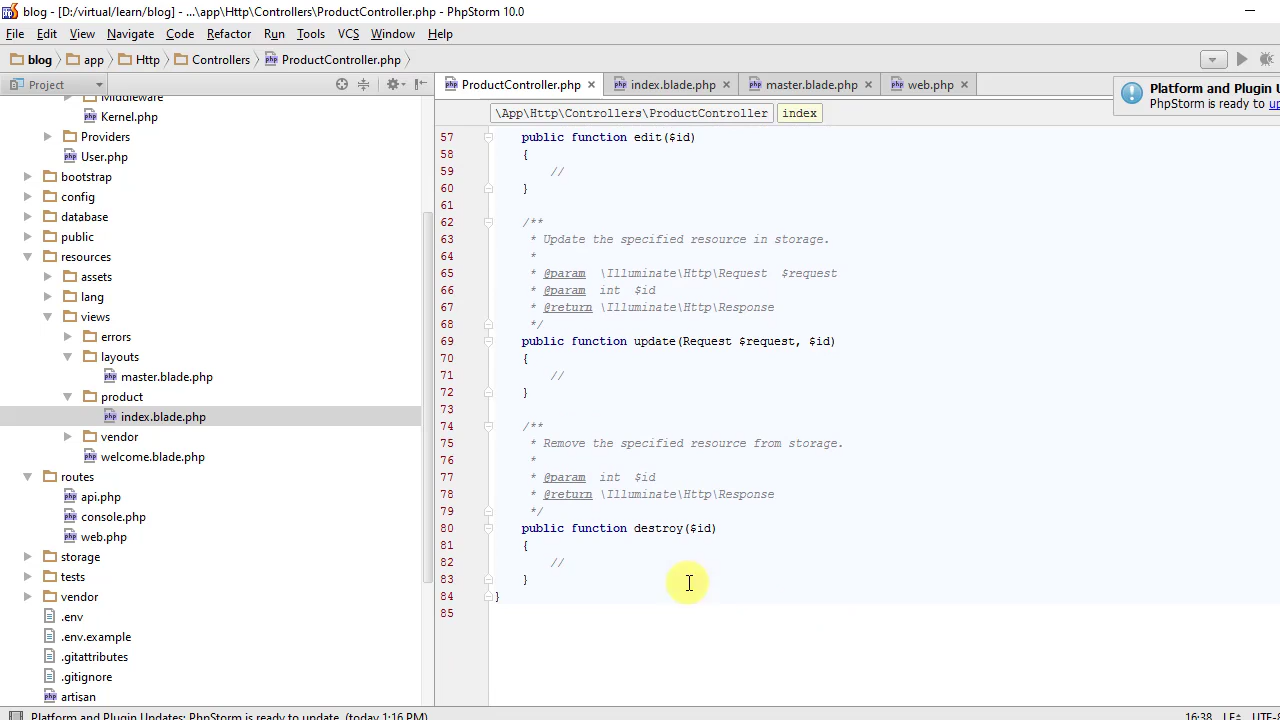 blog - [D:/virtual/learn/blog] - ...\app\Http\Controllers\ProductController.php - PhpStorm 10.0
File Edit View Navigate Code Refactor Run Tools VCS Window Help
blog app Http Controllers ProductController.php
Project
ProductController.php index.blade.php master.blade.php web.php
Platform and Plugin U
PhpStorm is ready to up
\App\Http\Controllers\ProductController index
Middleware
Kernel.php
Providers
User.php
bootstrap
config
database
public
resources
assets
lang
views
errors
layouts
master.blade.php
product
index.blade.php
vendor
welcome.blade.php
routes
api.php
console.php
web.php
storage
tests
vendor
.env
.env.example
.gitattributes
.gitignore
artisan
57 public function edit($id)
58 {
59 //
60 }
61
62 /**
63 * Update the specified resource in storage.
64 *
65 * @param \Illuminate\Http\Request $request
66 * @param int $id
67 * @return \Illuminate\Http\Response
68 */
69 public function update(Request $request, $id)
70 {
71 //
72 }
73
74 /**
75 * Remove the specified resource from storage.
76 *
77 * @param int $id
78 * @return \Illuminate\Http\Response
79 */
80 public function destroy($id)
81 {
82 //
83 }
84 }
85
Platform and Plugin Updates: PhpStorm is ready to update. (today 1:16 PM) 16:38 LF÷ UTF-8